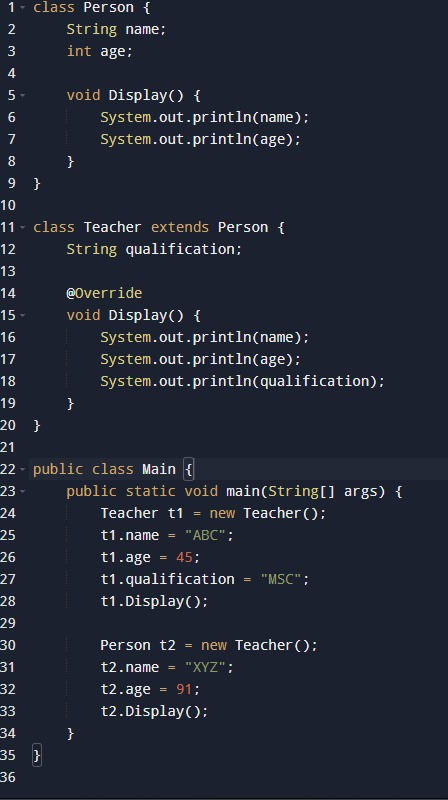 1 class Person {
2     String name;
3     int age;
4
5     void Display() {
6         System.out.println(name);
7         System.out.println(age);
8     }
9 }
10
11 class Teacher extends Person {
12     String qualification;
13
14     @Override
15     void Display() {
16         System.out.println(name);
17         System.out.println(age);
18         System.out.println(qualification);
19     }
20 }
21
22 public class Main {
23     public static void main(String[] args) {
24         Teacher t1 = new Teacher();
25         t1.name = "ABC";
26         t1.age = 45;
27         t1.qualification = "MSC";
28         t1.Display();
29
30         Person t2 = new Teacher();
31         t2.name = "XYZ";
32         t2.age = 91;
33         t2.Display();
34     }
35 }
36